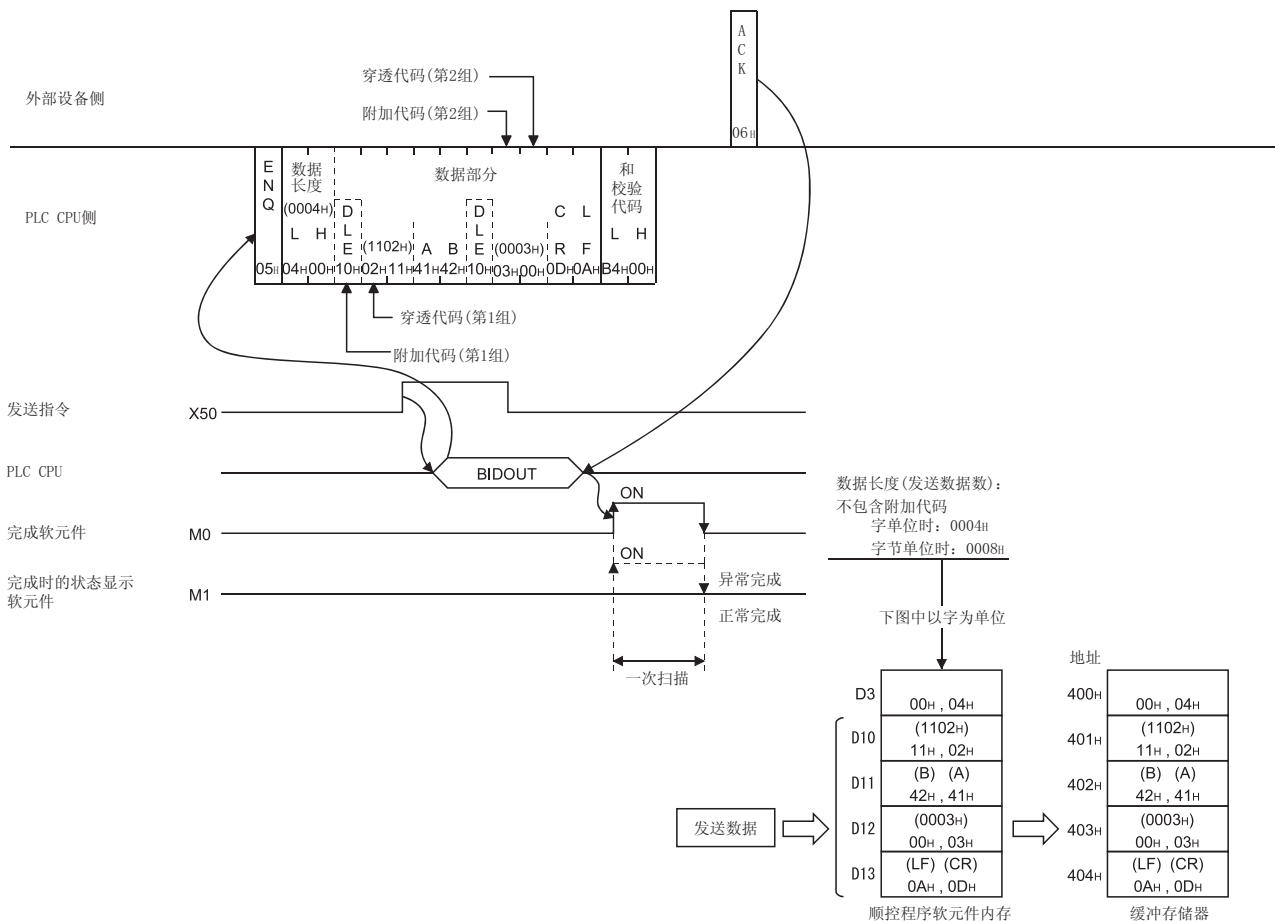 A
C
K
06H
外部设备侧
穿透代码(第2组)
附加代码(第2组)
PLC CPU侧
E
N
Q
05H
数据
长度
(0004H)
L H
04H 00H
数据部分
D
L
E
10H
(1102H)
02H 11H
A B
41H 42H
D
L
E
10H
(0003H)
03H 00H
C L
R F
0DH 0AH
和
校验
代码
L H
B4H 00H
穿透代码(第1组)
附加代码(第1组)
发送指令 X50
PLC CPU BIDOUT
ON
完成软元件 M0
ON
完成时的状态显示
软元件 M1
异常完成
正常完成
一次扫描
数据长度(发送数据数):
不包含附加代码
字单位时: 0004H
字节单位时: 0008H
下图中以字为单位
地址
D3 00H , 04H 400H 00H , 04H
D10 (1102H) 11H , 02H 401H (1102H) 11H , 02H
D11 (B) (A) 42H , 41H 402H (B) (A) 42H , 41H
发送数据
D12 (0003H) 00H , 03H 403H (0003H) 00H , 03H
D13 (LF) (CR) 0AH , 0DH 404H (LF) (CR) 0AH , 0DH
顺控程序软元件内存 缓冲存储器